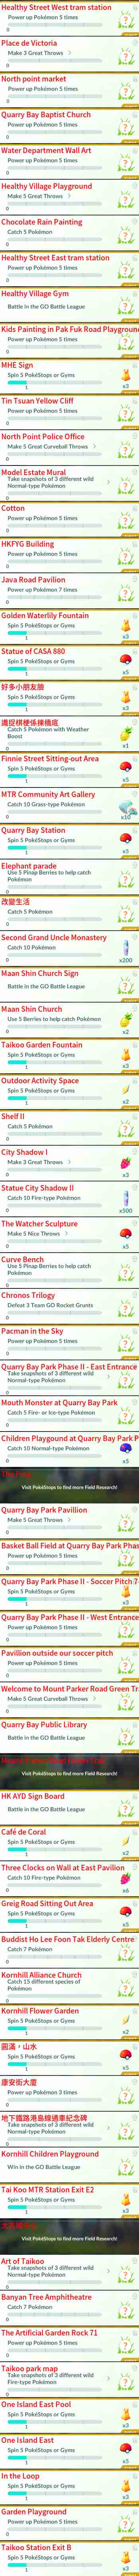 Healthy Street West tram station
Power up Pokémon 5 times
0
Place de Victoria
Make 3 Great Throws >
0
North point market
Power up Pokémon 5 times
0
Quarry Bay Baptist Church
Power up Pokémon 5 times
0
Water Department Wall Art
Power up Pokémon 5 times
0
Healthy Village Playground
Make 5 Great Throws >
0
Chocolate Rain Painting
Catch 5 Pokémon
0
Healthy Street East tram station
Power up Pokémon 5 times
0
Healthy Village Gym
Battle in the GO Battle League
Kids Painting in Pak Fuk Road Playground
Power up Pokémon 5 times
0
MHE Sign
Spin 5 PokéStops or Gyms
1
x3
Tin Tsuan Yellow Cliff
Power up Pokémon 5 times
0
North Point Police Office
Make 5 Great Curveball Throws >
0
Model Estate Mural
Take snapshots of 3 different wild
Normal-type Pokémon
0
Cotton
Power up Pokémon 5 times
0
HKFYG Building
Power up Pokémon 5 times
0
Java Road Pavilion
Power up Pokémon 7 times
0
Golden Waterlily Fountain
Spin 5 PokéStops or Gyms
1
x3
Statue of CASA 880
Spin 5 PokéStops or Gyms
1
x5
好多小朋友臉
Spin 5 PokéStops or Gyms
1
x3
護捉棋梗係揀橋底
Catch 5 Pokémon with Weather
Boost
0
x1
Finnie Street Sitting-out Area
Spin 5 PokéStops or Gyms
1
x5
MTR Community Art Gallery
Catch 10 Grass-type Pokémon
0
x10
Quarry Bay Station
Spin 5 PokéStops or Gyms
1
x5
Elephant parade
Use 5 Pinap Berries to help catch
Pokémon
0
改變生活
Catch 5 Pokémon
0
Second Grand Uncle Monastery
Catch 10 Pokémon
0
x200
Maan Shin Church Sign
Battle in the GO Battle League
Maan Shin Church
Use 5 Berries to help catch Pokémon
0
x2
Taikoo Garden Fountain
Spin 5 PokéStops or Gyms
1
x3
Outdoor Activity Space
Spin 5 PokéStops or Gyms
1
x2
Shelf II
Catch 5 Pokémon
0
City Shadow I
Make 3 Great Throws >
0
x3
Statue City Shadow II
Catch 10 Fire-type Pokémon
0
x500
The Watcher Sculpture
Make 5 Nice Throws >
0
x5
Curve Bench
Use 5 Pinap Berries to help catch
Pokémon
0
Chronos Trilogy
Defeat 3 Team GO Rocket Grunts
0
Pacman in the Sky
Power up Pokémon 5 times
0
Quarry Bay Park Phase II - East Entrance
Take snapshots of 3 different wild
Normal-type Pokémon
0
Mouth Monster at Quarry Bay Park
Catch 5 Fire- or Ice-type Pokémon
0
Children Playgound at Quarry Bay Park P
Catch 10 Normal-type Pokémon
0
x5
Visit PokéStops to find more Field Research!
Quarry Bay Park Pavillion
Make 5 Great Throws >
0
Basket Ball Field at Quarry Bay Park Phas
Power up Pokémon 5 times
0
Quarry Bay Park Phase II - Soccer Pitch 7-
Spin 5 PokéStops or Gyms
1
x3
Quarry Bay Park Phase II - West Entrance
Power up Pokémon 5 times
0
Pavillion outside our soccer pitch
Power up Pokémon 5 times
0
Welcome to Mount Parker Road Green Tr
Make 5 Great Curveball Throws >
0
Quarry Bay Public Library
Battle in the GO Battle League
Visit PokéStops to find more Field Research!
HK AYD Sign Board
Battle in the GO Battle League
Café de Coral
Spin 5 PokéStops or Gyms
1
x2
Three Clocks on Wall at East Pavilion
Catch 10 Fire-type Pokémon
0
x6
Greig Road Sitting Out Area
Spin 5 PokéStops or Gyms
1
x5
Buddist Ho Lee Foon Tak Elderly Centre
Catch 7 Pokémon
0
Kornhill Alliance Church
Catch 15 different species of
Pokémon
0
Kornhill Flower Garden
Spin 5 PokéStops or Gyms
1
x2
圓滿，山水
Spin 5 PokéStops or Gyms
1
x5
康安街大廈
Power up Pokémon 3 times
0
地下鐵路港島線通車紀念碑
Take snapshots of 3 different wild
Normal-type Pokémon
0
Kornhill Children Playground
Win in the GO Battle League
Tai Koo MTR Station Exit E2
Spin 5 PokéStops or Gyms
1
x3
Visit PokéStops to find more Field Research!
Art of Taikoo
Take snapshots of 3 different wild
Normal-type Pokémon
0
Banyan Tree Amphitheatre
Catch 7 Pokémon
0
The Artificial Garden Rock 71
Power up Pokémon 5 times
0
Taikoo park map
Take snapshots of 3 different wild
Fire-type Pokémon
0
One Island East Pool
Spin 5 PokéStops or Gyms
1
x3
One Island East
Spin 5 PokéStops or Gyms
1
x5
In the Loop
Spin 5 PokéStops or Gyms
1
x3
Garden Playground
Power up Pokémon 5 times
0
Taikoo Station Exit B
Spin 5 PokéStops or Gyms
1
x3